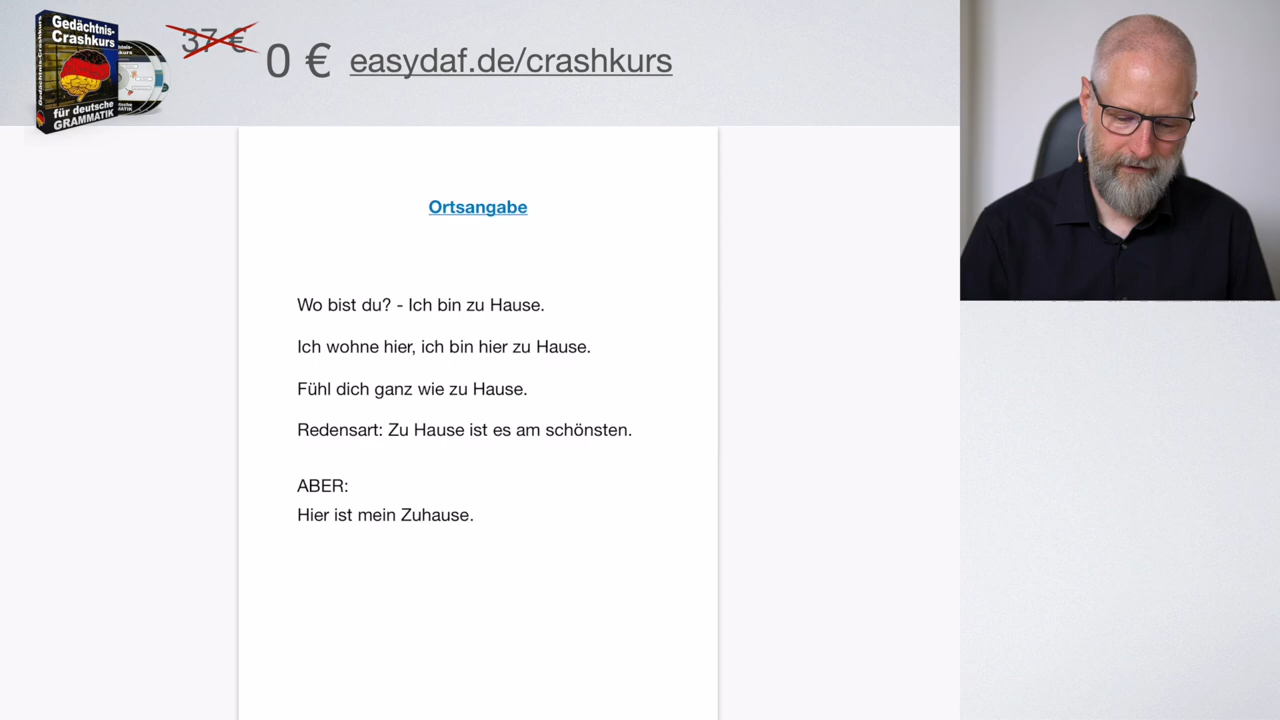 Gedächtnis-
Crashkurs
für deutsche
GRAMMATIK
37 €
0 € easydaf.de/crashkurs
Ortsangabe
Wo bist du? - Ich bin zu Hause.
Ich wohne hier, ich bin hier zu Hause.
Fühl dich ganz wie zu Hause.
Redensart: Zu Hause ist es am schönsten.
ABER:
Hier ist mein Zuhause.